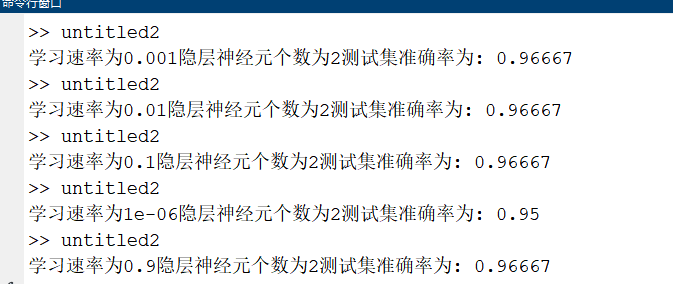 命令行窗口
>> untitled2
学习速率为0.001隐层神经元个数为2测试集准确率为: 0.96667
>> untitled2
学习速率为0.01隐层神经元个数为2测试集准确率为: 0.96667
>> untitled2
学习速率为0.1隐层神经元个数为2测试集准确率为: 0.96667
>> untitled2
学习速率为1e-06隐层神经元个数为2测试集准确率为: 0.95
>> untitled2
学习速率为0.9隐层神经元个数为2测试集准确率为: 0.96667